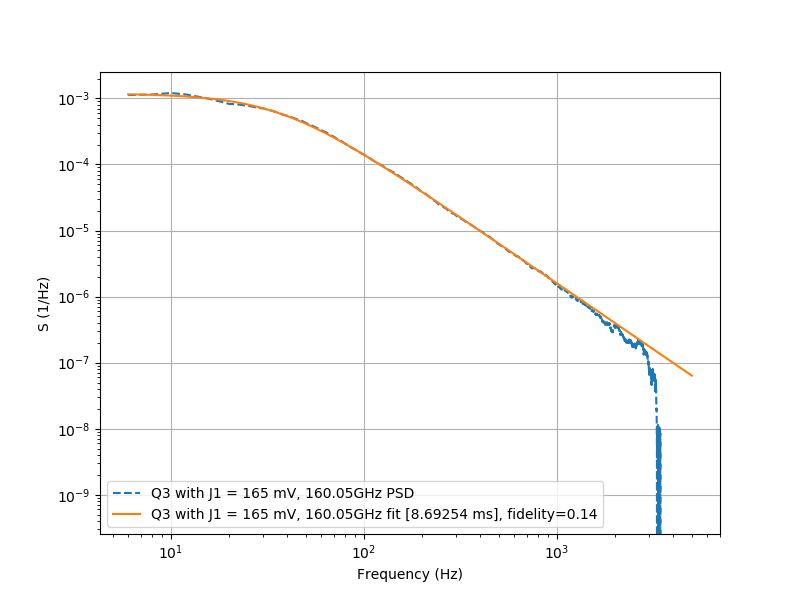 10⁻³
10⁻⁴
10⁻⁵
10⁻⁶
10⁻⁷
10⁻⁸
10⁻⁹
S (1/Hz)
Q3 with J1 = 165 mV, 160.05GHz PSD
Q3 with J1 = 165 mV, 160.05GHz fit [8.69254 ms], fidelity=0.14
10¹ 10² 10³
Frequency (Hz)